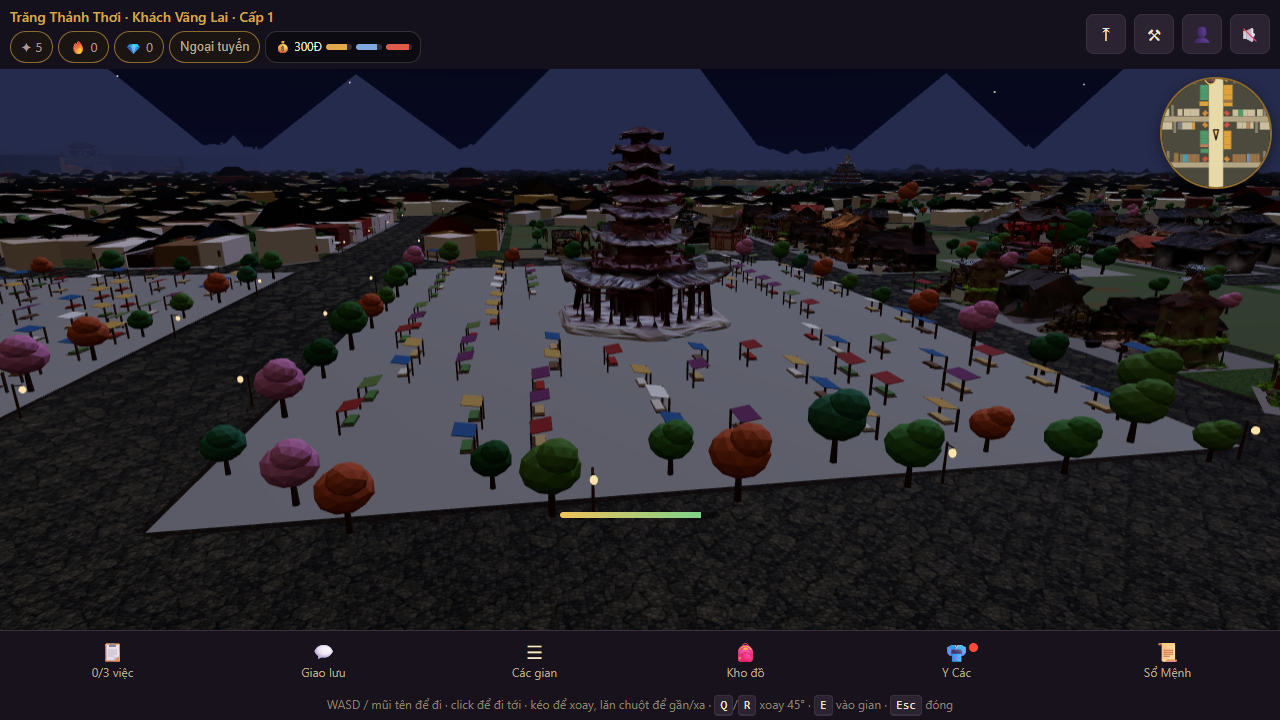 Trăng Thảnh Thơi · Khách Vãng Lai · Cấp 1
5 0 0 Ngoại tuyến 300Đ
0/3 việc Giao lưu Các gian Kho đồ Y Các Sổ Mệnh
WASD / mũi tên để đi · click để đi tới · kéo để xoay, lăn chuột để gần/xa · Q / R xoay 45° · E vào gian · Esc đóng